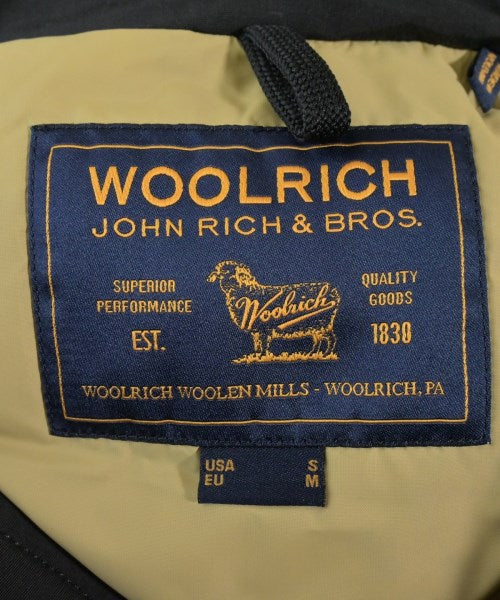 WOOLRICH
JOHN RICH & BROS.
SUPERIOR
PERFORMANCE
EST.
Woolrich
QUALITY
GOODS
1830
WOOLRICH WOOLEN MILLS - WOOLRICH, PA
USA S
EU M